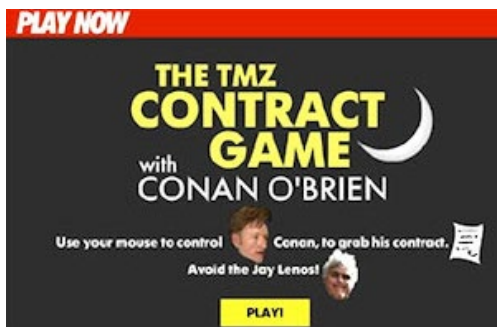 PLAY NOW
THE TMZ
CONTRACT
GAME
with
CONAN O'BRIEN
Use your mouse to control Conan, to grab his contract.
Avoid the Jay Lenos!
PLAY!